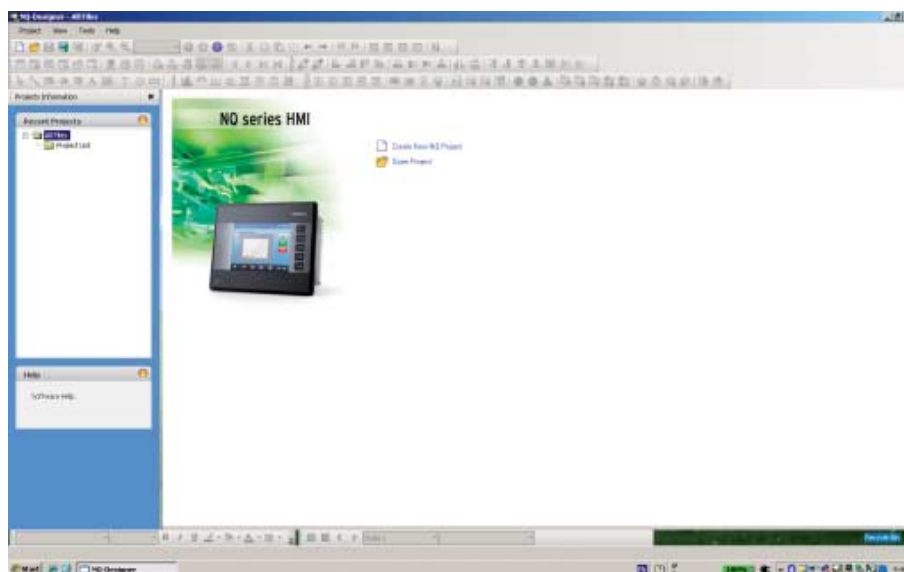 NQ-Designer - All Files
Project View Tools Help
Projects Information
Recent Projects
All Files
Project List
NQ series HMI
Create New NQ Project
Open Project
Help
Software Help
Start
NQ-Designer
100%